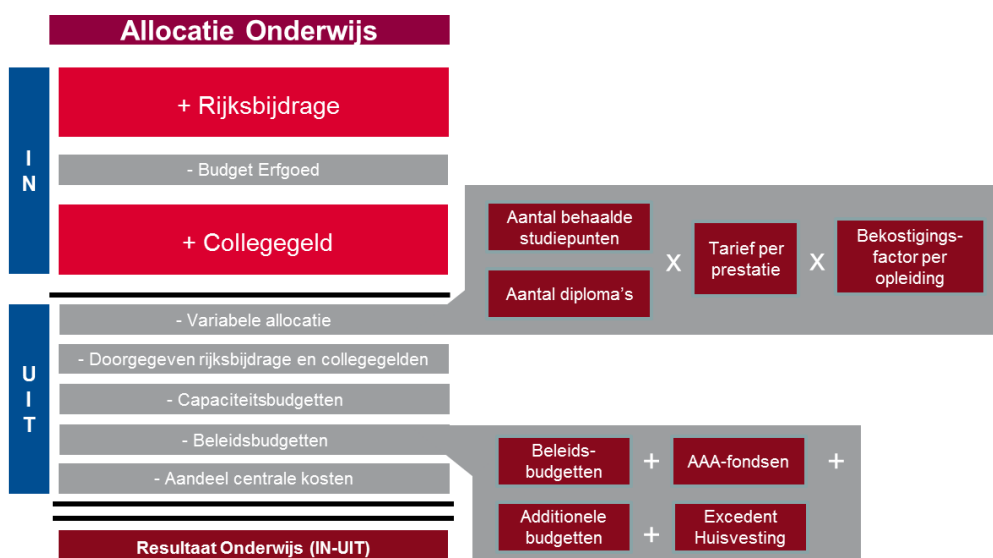 Allocatie Onderwijs
I
N
+ Rijksbijdrage
- Budget Erfgoed
+ Collegegeld
U
I
T
- Variabele allocatie
- Doorgegeven rijksbijdrage en collegegelden
- Capaciteitsbudgetten
- Beleidsbudgetten
- Aandeel centrale kosten
Resultaat Onderwijs (IN-UIT)
Aantal behaalde
studiepunten
Aantal diploma's
X
Tarief per
prestatie
X
Bekostigings-
factor per
opleiding
Beleids-
budgetten
+
AAA-fondsen
+
Additionele
budgetten
+
Excedent
Huisvesting